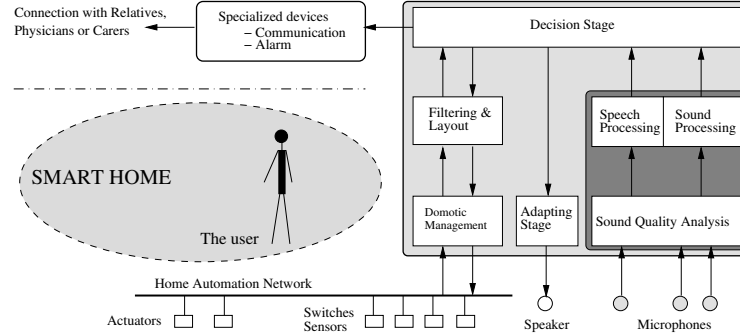 Connection with Relatives,
Physicians or Carers
Specialized devices
– Communication
– Alarm
Decision Stage
Filtering &
Layout
Speech
Processing
Sound
Processing
SMART HOME
The user
Domotic
Management
Adapting
Stage
Sound Quality Analysis
Home Automation Network
Actuators
Switches
Sensors
Speaker
Microphones